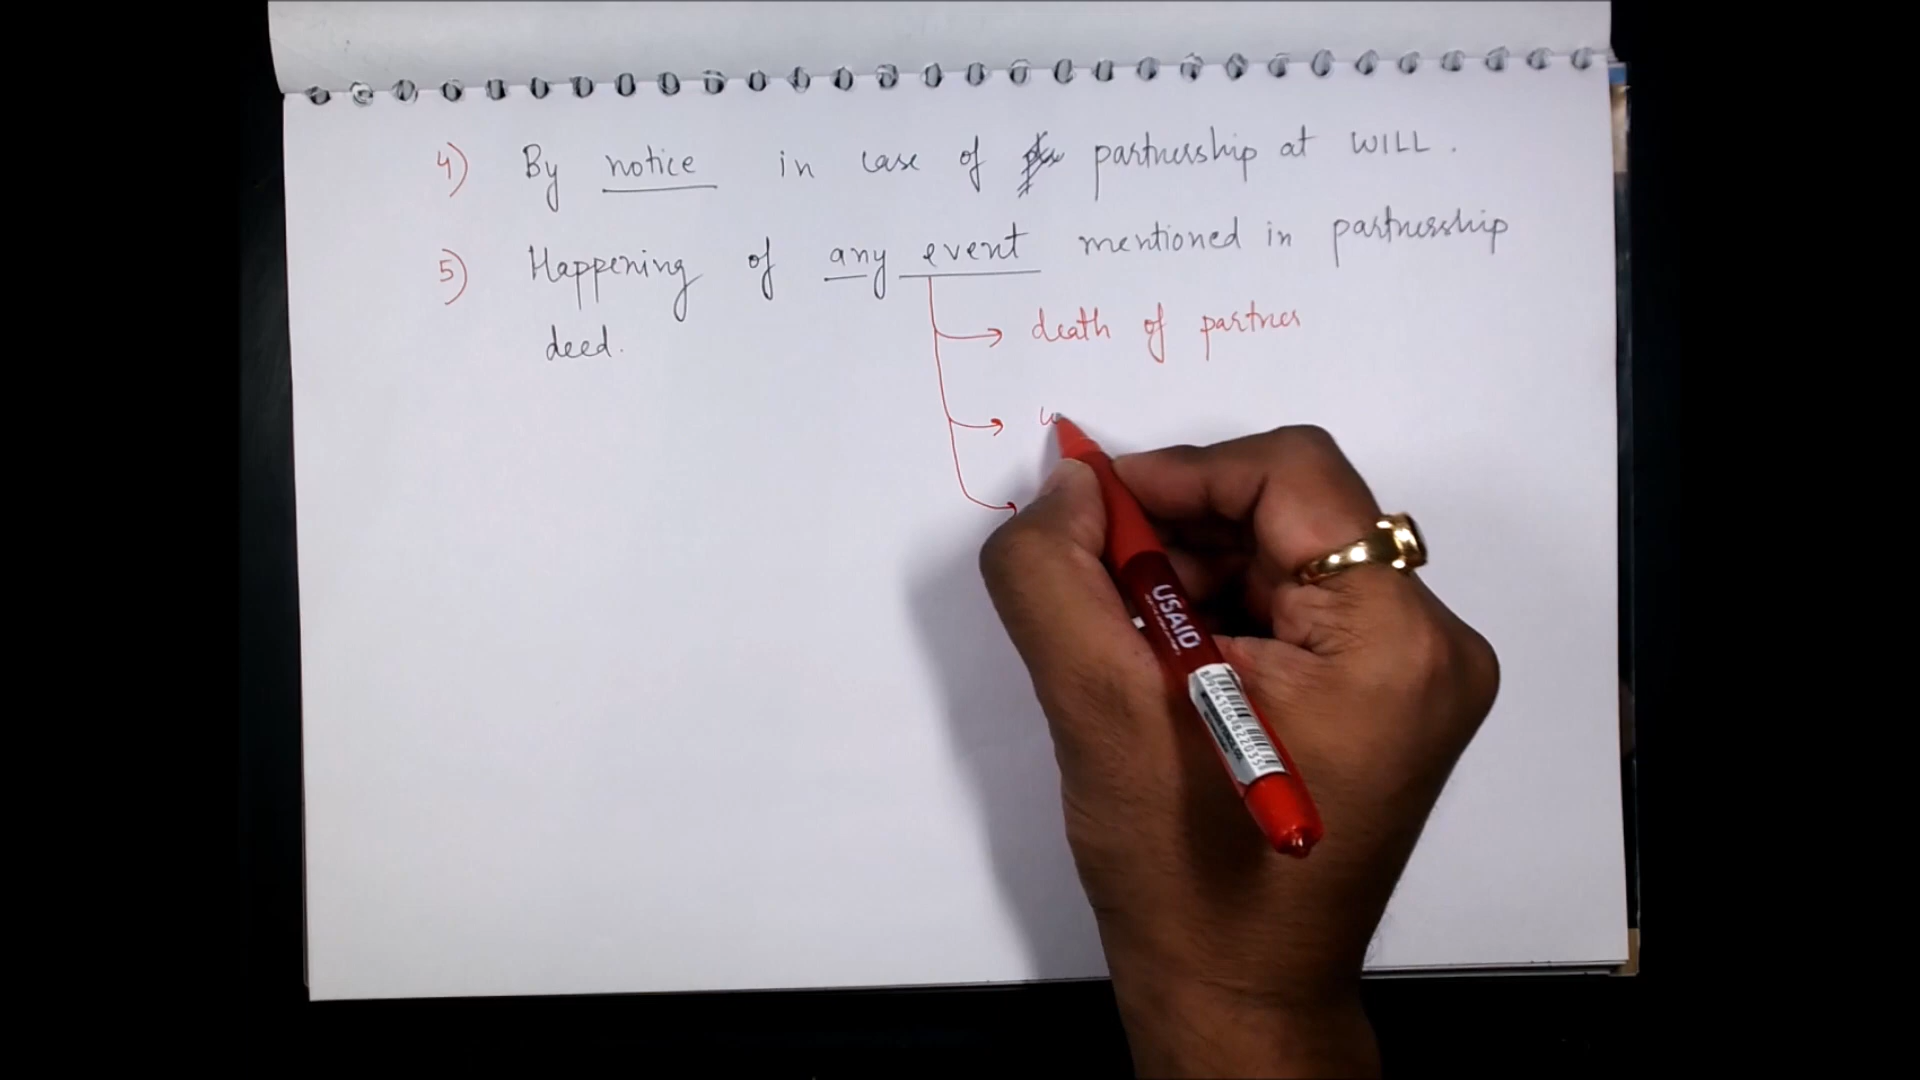 4) By notice in case of partnership at WILL.
5) Happening of any event mentioned in partnership
deed.
death of partner
USAID
8904106822035